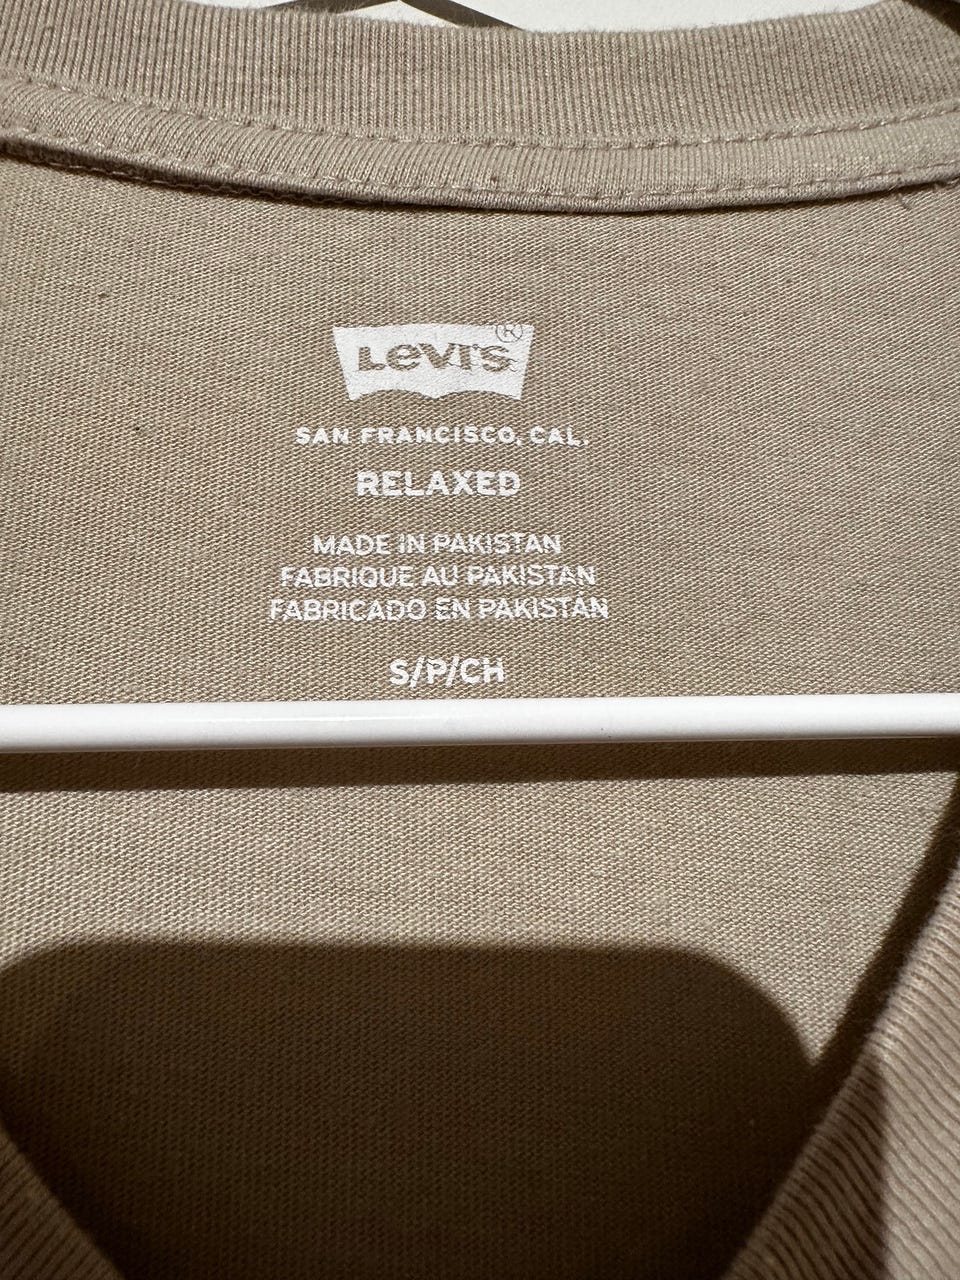 Levi's ®
SAN FRANCISCO, CAL.
RELAXED
MADE IN PAKISTAN
FABRIQUE AU PAKISTAN
FABRICADO EN PAKISTÁN
S/P/CH